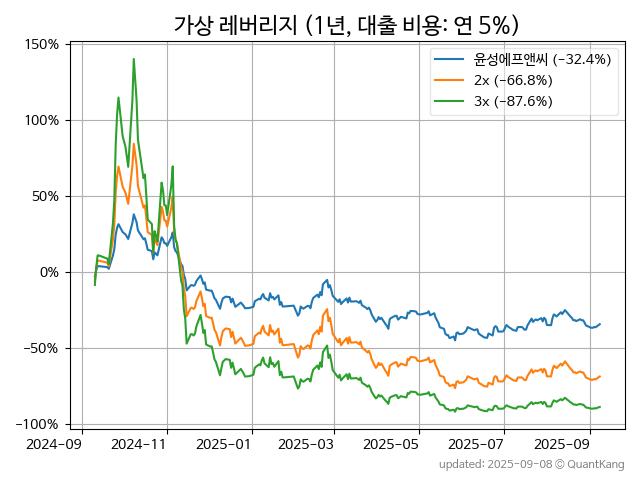 가상 레버리지 (1년, 대출 비용: 연 5%)
윤성에프앤씨 (-32.4%)
2x (-66.8%)
3x (-87.6%)
150%
100%
50%
0%
-50%
-100%
2024-09 2024-11 2025-01 2025-03 2025-05 2025-07 2025-09
updated: 2025-09-08 © QuantKang